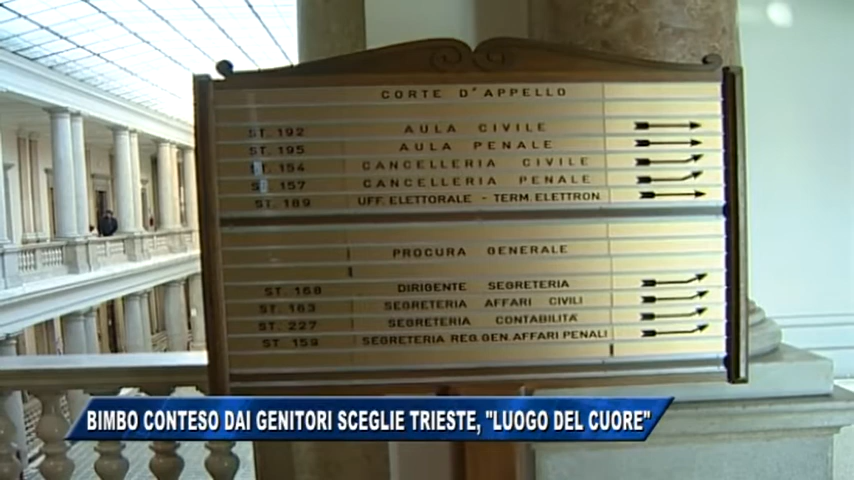 CORTE D'APPELLO
ST. 192 AULA CIVILE
ST. 195 AULA PENALE
ST. 154 CANCELLERIA CIVILE
ST. 157 CANCELLERIA PENALE
ST. 189 UFF. ELETTORALE - TERM. ELETTRON.
PROCURA GENERALE
ST. 168 DIRIGENTE SEGRETERIA
ST. 163 SEGRETERIA AFFARI CIVILI
ST. 227 SEGRETERIA CONTABILITÀ
ST. 159 SEGRETERIA REG. GEN. AFFARI PENALI
BIMBO CONTESO DAI GENITORI SCEGLIE TRIESTE, "LUOGO DEL CUORE"